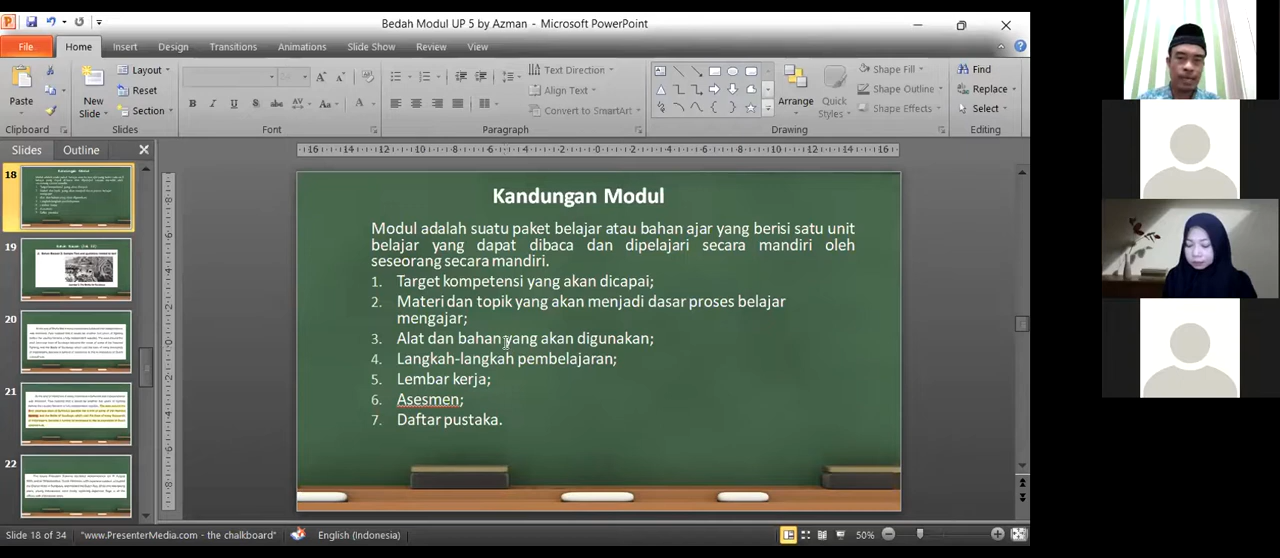 Bedah Modul UP 5 by Azman - Microsoft PowerPoint
File Home Insert Design Transitions Animations Slide Show Review View
Layout
Reset
Section
Paste
New Slide
Text Direction
Align Text
Convert to SmartArt
Arrange
Quick Styles
Shape Fill
Shape Outline
Shape Effects
Find
Replace
Select
Clipboard Slides Font Paragraph Drawing Editing
Slides Outline
18
19
20
21
22
Kandungan Modul
Modul adalah suatu paket belajar atau bahan ajar yang berisi satu unit
belajar yang dapat dibaca dan dipelajari secara mandiri oleh
seseorang secara mandiri.
1. Target kompetensi yang akan dicapai;
2. Materi dan topik yang akan menjadi dasar proses belajar
mengajar;
3. Alat dan bahan yang akan digunakan;
4. Langkah-langkah pembelajaran;
5. Lembar kerja;
6. Asesmen;
7. Daftar pustaka.
Slide 18 of 34 "www.PresenterMedia.com - the chalkboard" English (Indonesia) 50%